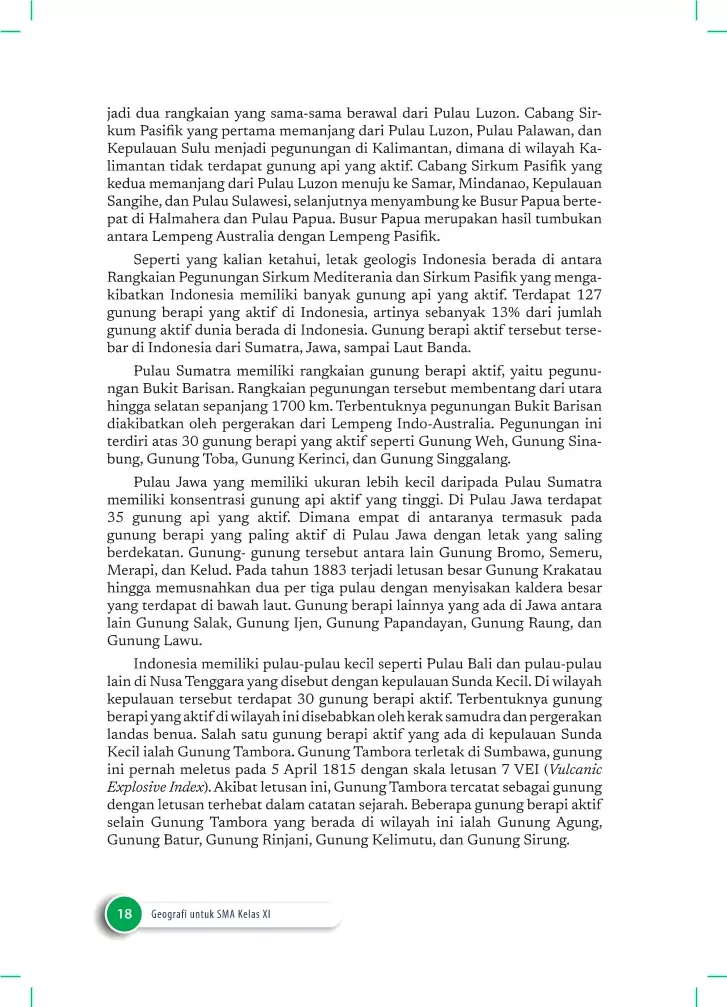 jadi dua rangkaian yang sama-sama berawal dari Pulau Luzon. Cabang Sir-
kum Pasifik yang pertama memanjang dari Pulau Luzon, Pulau Palawan, dan
Kepulauan Sulu menjadi pegunungan di Kalimantan, dimana di wilayah Ka-
limantan tidak terdapat gunung api yang aktif. Cabang Sirkum Pasifik yang
kedua memanjang dari Pulau Luzon menuju ke Samar, Mindanao, Kepulauan
Sangihe, dan Pulau Sulawesi, selanjutnya menyambung ke Busur Papua berte-
pat di Halmahera dan Pulau Papua. Busur Papua merupakan hasil tumbukan
antara Lempeng Australia dengan Lempeng Pasifik.
Seperti yang kalian ketahui, letak geologis Indonesia berada di antara
Rangkaian Pegunungan Sirkum Mediterania dan Sirkum Pasifik yang menga-
kibatkan Indonesia memiliki banyak gunung api yang aktif. Terdapat 127
gunung berapi yang aktif di Indonesia, artinya sebanyak 13% dari jumlah
gunung aktif dunia berada di Indonesia. Gunung berapi aktif tersebut terse-
bar di Indonesia dari Sumatra, Jawa, sampai Laut Banda.
Pulau Sumatra memiliki rangkaian gunung berapi aktif, yaitu pegunu-
ngan Bukit Barisan. Rangkaian pegunungan tersebut membentang dari utara
hingga selatan sepanjang 1700 km. Terbentuknya pegunungan Bukit Barisan
diakibatkan oleh pergerakan dari Lempeng Indo-Australia. Pegunungan ini
terdiri atas 30 gunung berapi yang aktif seperti Gunung Weh, Gunung Sina-
bung, Gunung Toba, Gunung Kerinci, dan Gunung Singgalang.
Pulau Jawa yang memiliki ukuran lebih kecil daripada Pulau Sumatra
memiliki konsentrasi gunung api aktif yang tinggi. Di Pulau Jawa terdapat
35 gunung api yang aktif. Dimana empat di antaranya termasuk pada
gunung berapi yang paling aktif di Pulau Jawa dengan letak yang saling
berdekatan. Gunung- gunung tersebut antara lain Gunung Bromo, Semeru,
Merapi, dan Kelud. Pada tahun 1883 terjadi letusan besar Gunung Krakatau
hingga memusnahkan dua per tiga pulau dengan menyisakan kaldera besar
yang terdapat di bawah laut. Gunung berapi lainnya yang ada di Jawa antara
lain Gunung Salak, Gunung Ijen, Gunung Papandayan, Gunung Raung, dan
Gunung Lawu.
Indonesia memiliki pulau-pulau kecil seperti Pulau Bali dan pulau-pulau
lain di Nusa Tenggara yang disebut dengan kepulauan Sunda Kecil. Di wilayah
kepulauan tersebut terdapat 30 gunung berapi aktif. Terbentuknya gunung
berapi yang aktif di wilayah ini disebabkan oleh kerak samudra dan pergerakan
landas benua. Salah satu gunung berapi aktif yang ada di kepulauan Sunda
Kecil ialah Gunung Tambora. Gunung Tambora terletak di Sumbawa, gunung
ini pernah meletus pada 5 April 1815 dengan skala letusan 7 VEI (Vulcanic
Explosive Index). Akibat letusan ini, Gunung Tambora tercatat sebagai gunung
dengan letusan terhebat dalam catatan sejarah. Beberapa gunung berapi aktif
selain Gunung Tambora yang berada di wilayah ini ialah Gunung Agung,
Gunung Batur, Gunung Rinjani, Gunung Kelimutu, dan Gunung Sirung.
18 Geografi untuk SMA Kelas XI